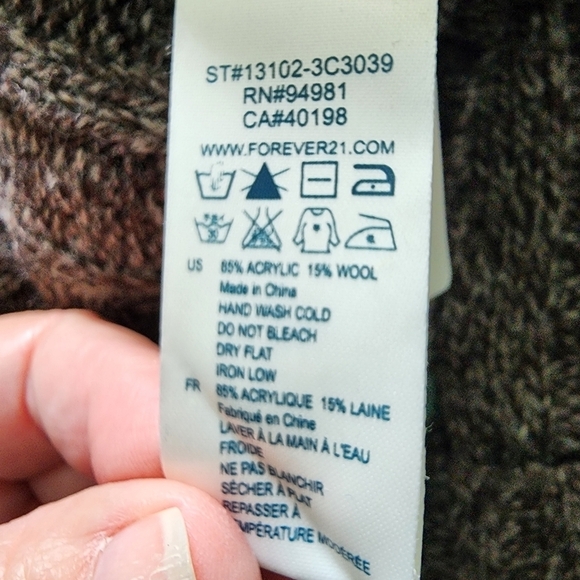 ST#13102-3C3039
RN#94981
CA#40198
WWW.FOREVER21.COM
US 85% ACRYLIC 15% WOOL
Made in China
HAND WASH COLD
DO NOT BLEACH
DRY FLAT
IRON LOW
FR 85% ACRYLIQUE 15% LAINE
Fabriqué en Chine
LAVER À LA MAIN À L'EAU
FROIDE
NE PAS BLANCHIR
SÉCHER À PLAT
REPASSER À
TEMPÉRATURE MODÉRÉE